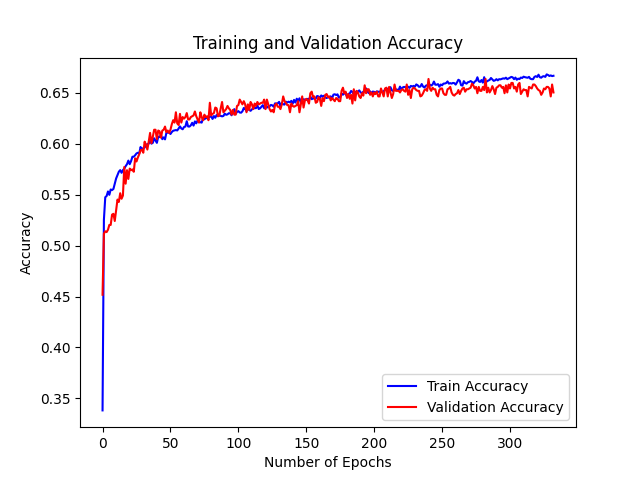 Training and Validation Accuracy
Accuracy
0.65
0.60
0.55
0.50
0.45
0.40
0.35
0
50
100
150
200
250
300
Number of Epochs
Train Accuracy
Validation Accuracy